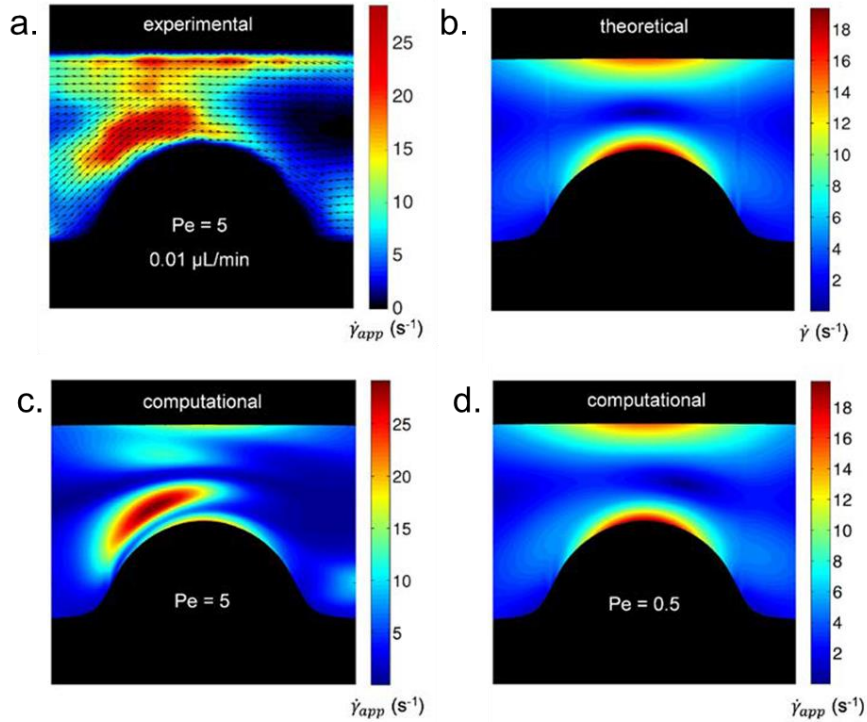 a.
experimental
25
20
15
10
5
0
Pe = 5
0.01 μL/min
γ̇app (s-1)
b.
theoretical
18
16
14
12
10
8
6
4
2
γ̇ (s-1)
c.
computational
25
20
15
10
5
Pe = 5
γ̇app (s-1)
d.
computational
18
16
14
12
10
8
6
4
2
Pe = 0.5
γ̇app (s-1)